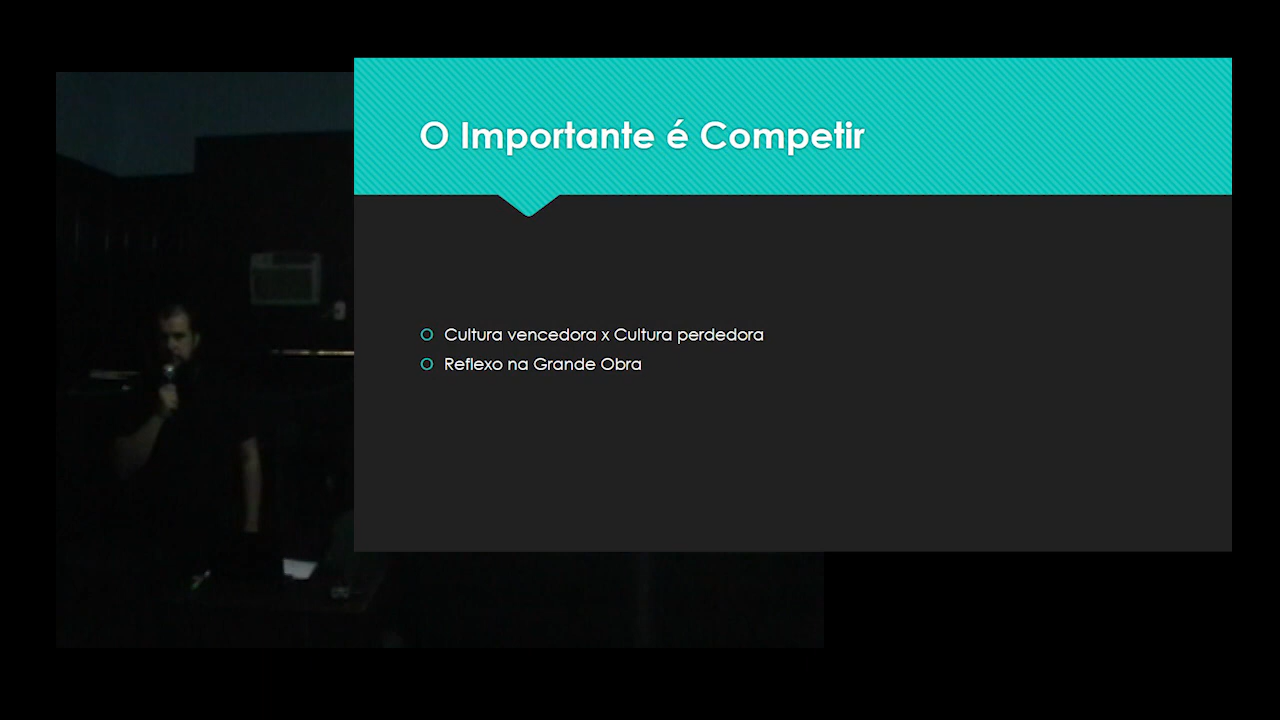 O Importante é Competir
Cultura vencedora x Cultura perdedora
Reflexo na Grande Obra